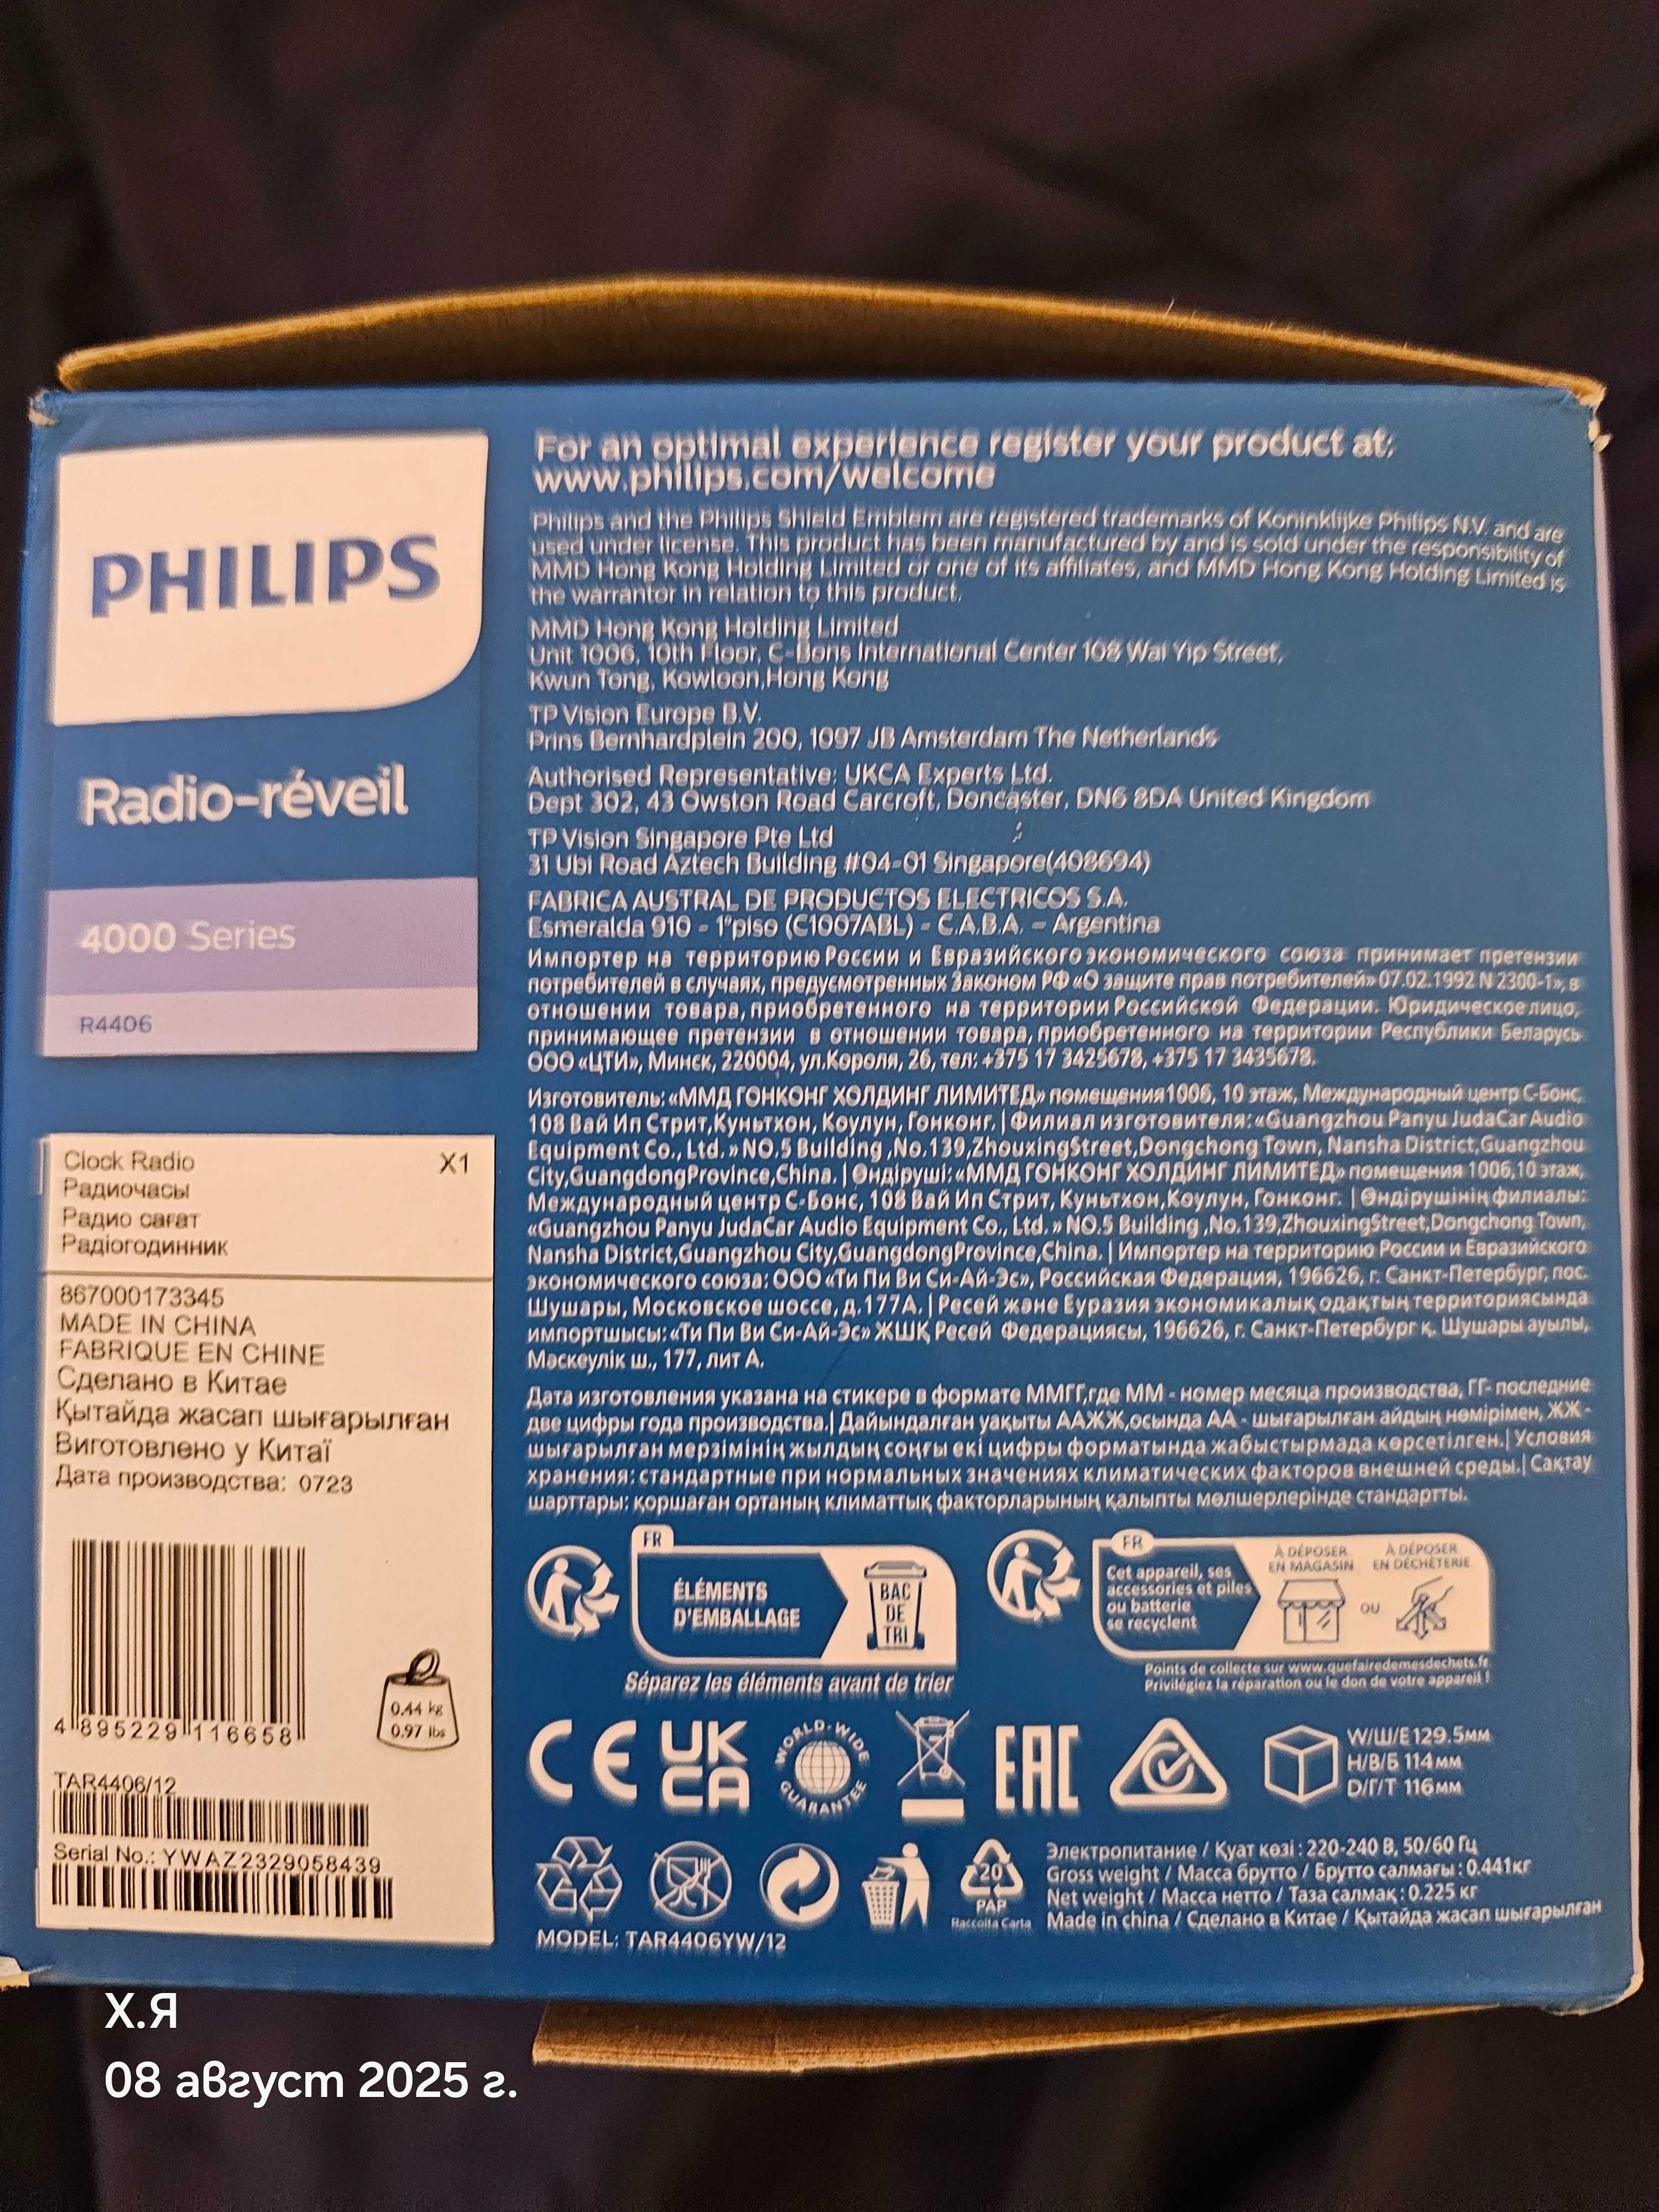 PHILIPS
Radio-réveil
4000 Series
R4406
Clock Radio X1
Радиочасы
Радио сағат
Радіогодинник
867000173345
MADE IN CHINA
FABRIQUE EN CHINE
Сделано в Китае
Қытайда жасап шығарылған
Виготовлено у Китаї
Дата производства: 0723
0.44 kg
0.97 lbs
4 895229 116658
TAR4406/12
Serial No.: YWAZ2329058439
For an optimal experience register your product at:
www.philips.com/welcome
Philips and the Philips Shield Emblem are registered trademarks of Koninklijke Philips N.V. and are
used under license. This product has been manufactured by and is sold under the responsibility of
MMD Hong Kong Holding Limited or one of its affiliates, and MMD Hong Kong Holding Limited is
the warrantor in relation to this product.
MMD Hong Kong Holding Limited
Unit 1006, 10th Floor, C-Bons International Center 108 Wai Yip Street,
Kwun Tong, Kowloon,Hong Kong
TP Vision Europe B.V.
Prins Bernhardplein 200, 1097 JB Amsterdam The Netherlands
Authorised Representative: UKCA Experts Ltd.
Dept 302, 43 Owston Road Carcroft, Doncaster, DN6 8DA United Kingdom
TP Vision Singapore Pte Ltd
31 Ubi Road Aztech Building #04-01 Singapore(408694)
FABRICA AUSTRAL DE PRODUCTOS ELECTRICOS S.A.
Esmeralda 910 - 1°piso (C1007ABL) - C.A.B.A. - Argentina
Импортер на территорию России и Евразийского экономического союза принимает претензии
потребителей в случаях, предусмотренных Законом РФ «О защите прав потребителей» 07.02.1992 N 2300-1», в
отношении товара, приобретенного на территории Российской Федерации. Юридическое лицо,
принимающее претензии в отношении товара, приобретенного на территории Республики Беларусь
ООО «ЦТИ», Минск, 220004, ул.Короля, 26, тел: +375 17 3425678, +375 17 3435678.
Изготовитель: «ММД ГОНКОНГ ХОЛДИНГ ЛИМИТЕД» помещения1006, 10 этаж, Международный центр С-Бонс,
108 Вай Ип Стрит,Куньтхон, Коулун, Гонконг. | Филиал изготовителя: «Guangzhou Panyu JudaCar Audio
Equipment Co., Ltd. » NO.5 Building ,No.139,ZhouxingStreet,Dongchong Town, Nansha District,Guangzhou
City,GuangdongProvince,China. | Өндіруші: «ММД ГОНКОНГ ХОЛДИНГ ЛИМИТЕД» помещения 1006,10 этаж,
Международный центр С-Бонс, 108 Вай Ип Стрит, Куньтхон,Коулун, Гонконг. | Өндірушінің филиалы:
«Guangzhou Panyu JudaCar Audio Equipment Co., Ltd. » NO.5 Building ,No.139,ZhouxingStreet,Dongchong Town,
Nansha District,Guangzhou City,GuangdongProvince,China. | Импортер на территорию России и Евразийского
экономического союза: ООО «Ти Пи Ви Си-Ай-Эс», Российская Федерация, 196626, г. Санкт-Петербург, пос.
Шушары, Московское шоссе, д.177А. | Ресей және Еуразия экономикалық одақтың территориясында
импортшысы: «Ти Пи Ви Си-Ай-Эс» ЖШҚ Ресей Федерациясы, 196626, г. Санкт-Петербург қ. Шушары ауылы,
Мәскеулік ш., 177, лит А.
Дата изготовления указана на стикере в формате ММГГ,где ММ - номер месяца производства, ГГ- последние
две цифры года производства.| Дайындалған уақыты ААЖЖ,осында АА - шығарылған айдың нөмірімен, ЖЖ -
шығарылған мерзімінің жылдың соңғы екі цифры форматында жабыстырмада көрсетілген.| Условия
хранения: стандартные при нормальных значениях климатических факторов внешней среды.| Сақтау
шарттары: қоршаған ортаның климаттық факторларының қалыпты мөлшерлерінде стандартты.
FR
ÉLÉMENTS
D'EMBALLAGE
BAC
DE
TRI
Séparez les éléments avant de trier
FR
Cet appareil, ses
accessories et piles
ou batterie
se recyclent
À DÉPOSER
EN MAGASIN
OU
À DÉPOSER
EN DÉCHÈTERIE
Points de collecte sur www.quefairedemesdechets.fr
Privilégiez la réparation ou le don de votre appareil !
CE
UK
CA
WORLD-WIDE
GUARANTEE
EAC
W/Ш/Е 129.5мм
H/В/Б 114 мм
D/Г/Т 116мм
20
PAP
Raccolta Carta
Электропитание / Қуат көзі : 220-240 В, 50/60 Гц
Gross weight / Масса брутто / Брутто салмағы : 0.441кг
Net weight / Масса нетто / Таза салмақ : 0.225 кг
Made in china / Сделано в Китае / Қытайда жасап шығарылған
MODEL: TAR4406YW/12
Х.Я
08 август 2025 г.